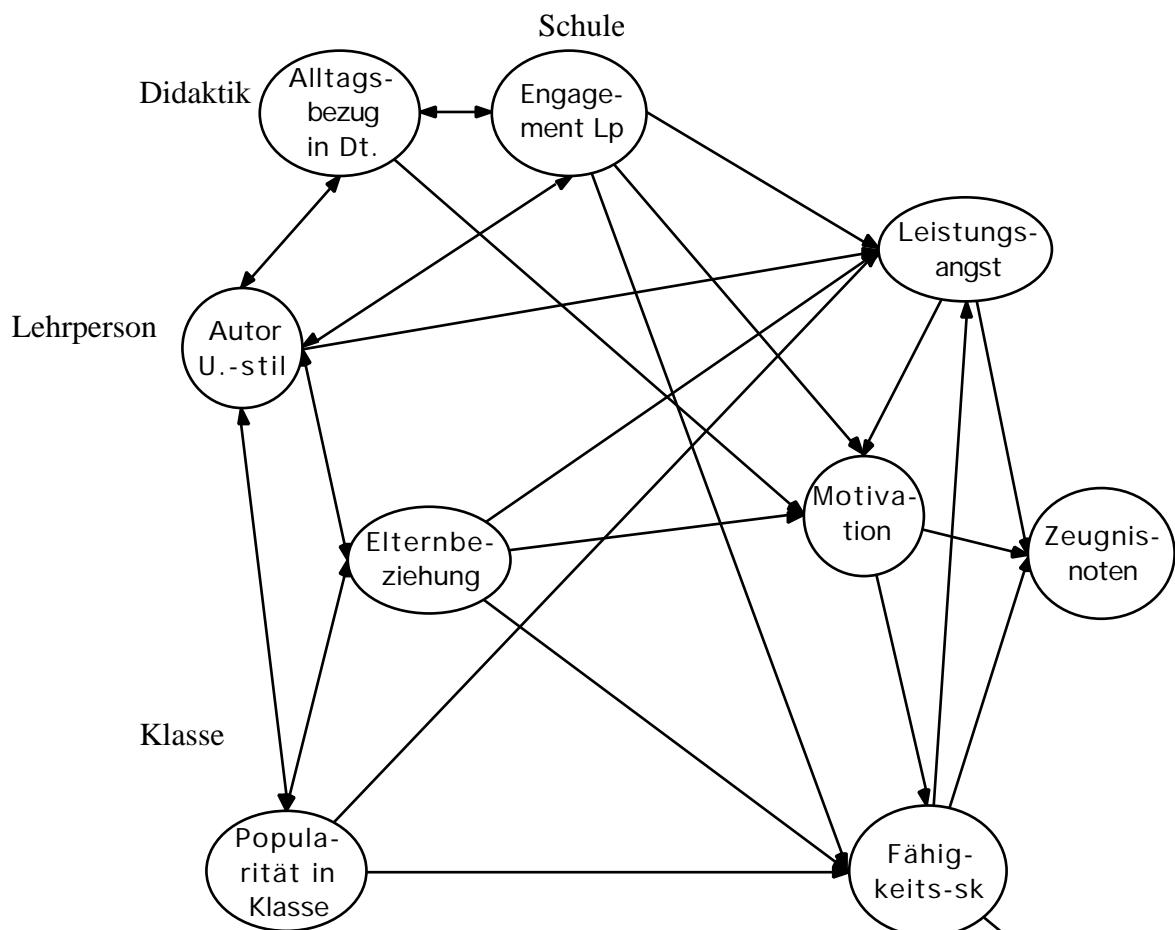 Schule
Didaktik
Alltags-
bezug
in Dt.
Engage-
ment Lp
Leistungs-
angst
Lehrperson
Autor
U.-stil
Motiva-
tion
Elternbe-
ziehung
Zeugnis-
noten
Klasse
Popula-
rität in
Klasse
Fähig-
keits-sk